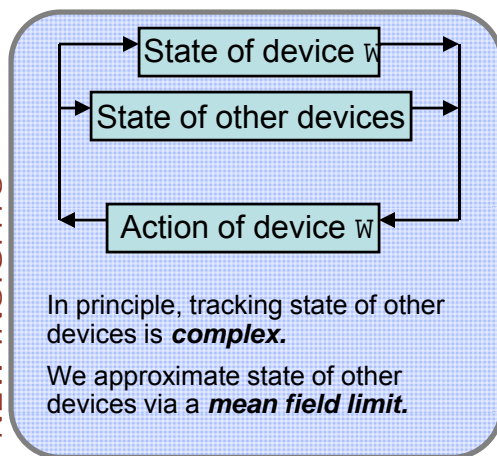 State of device W
State of other devices
Action of device W
In principle, tracking state of other
devices is complex.
We approximate state of other
devices via a mean field limit.